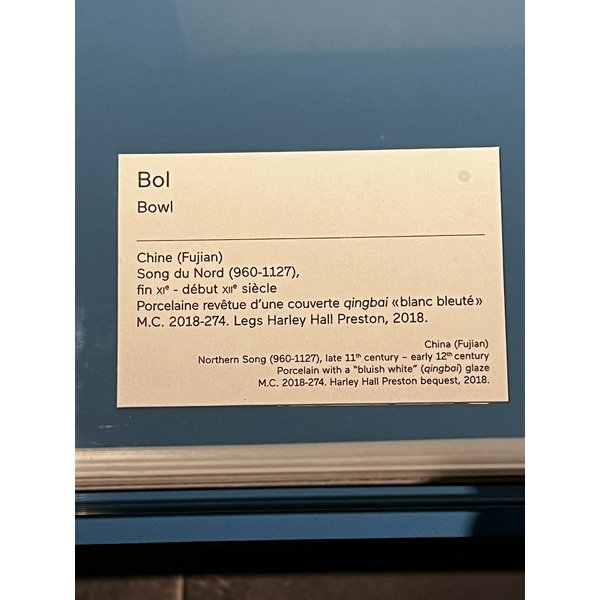 Bol
Bowl
Chine (Fujian)
Song du Nord (960-1127),
fin XIᵉ - début XIIᵉ siècle
Porcelaine revêtue d'une couverte qingbai «blanc bleuté»
M.C. 2018-274. Legs Harley Hall Preston, 2018.
China (Fujian)
Northern Song (960-1127), late 11ᵗʰ century – early 12ᵗʰ century
Porcelain with a "bluish white" (qingbai) glaze
M.C. 2018-274. Harley Hall Preston bequest, 2018.